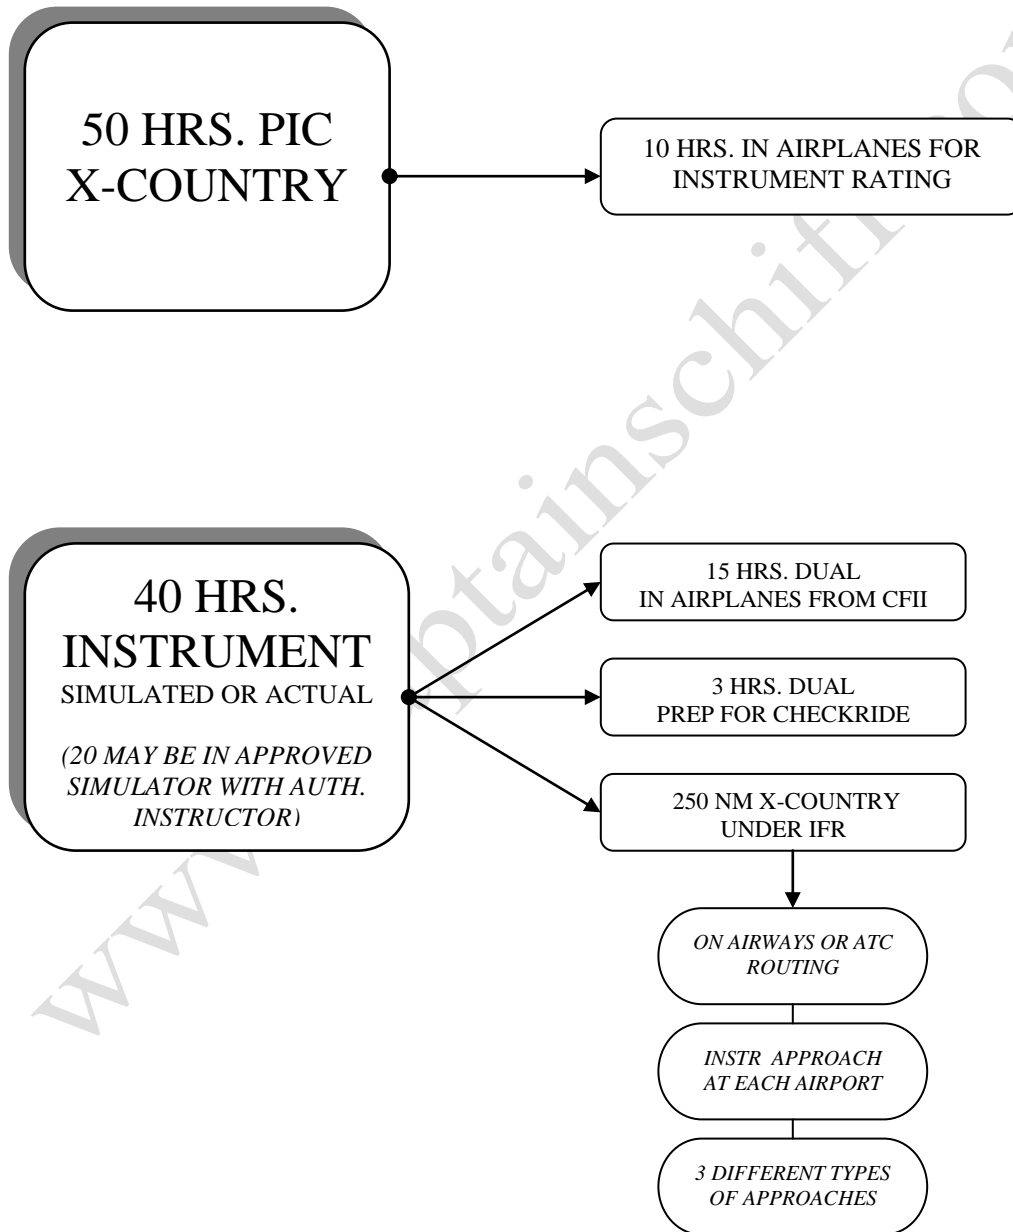 50 HRS. PIC
X-COUNTRY
10 HRS. IN AIRPLANES FOR
INSTRUMENT RATING
40 HRS.
INSTRUMENT
SIMULATED OR ACTUAL
(20 MAY BE IN APPROVED
SIMULATOR WITH AUTH.
INSTRUCTOR)
15 HRS. DUAL
IN AIRPLANES FROM CFII
3 HRS. DUAL
PREP FOR CHECKRIDE
250 NM X-COUNTRY
UNDER IFR
ON AIRWAYS OR ATC
ROUTING
INSTR APPROACH
AT EACH AIRPORT
3 DIFFERENT TYPES
OF APPROACHES